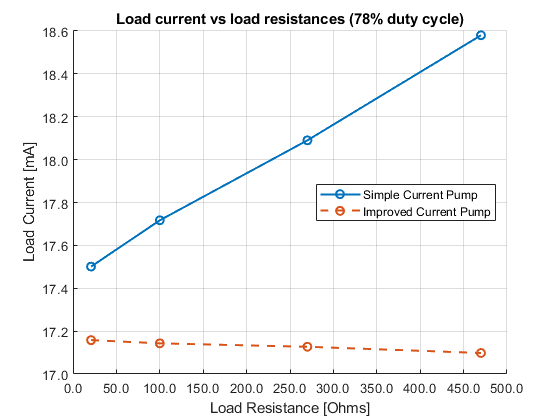 Load current vs load resistances (78% duty cycle)
18.6
18.4
18.2
18.0
17.8
17.6
17.4
17.2
17.0
Load Current [mA]
Simple Current Pump
Improved Current Pump
0.0 50.0 100.0 150.0 200.0 250.0 300.0 350.0 400.0 450.0 500.0
Load Resistance [Ohms]